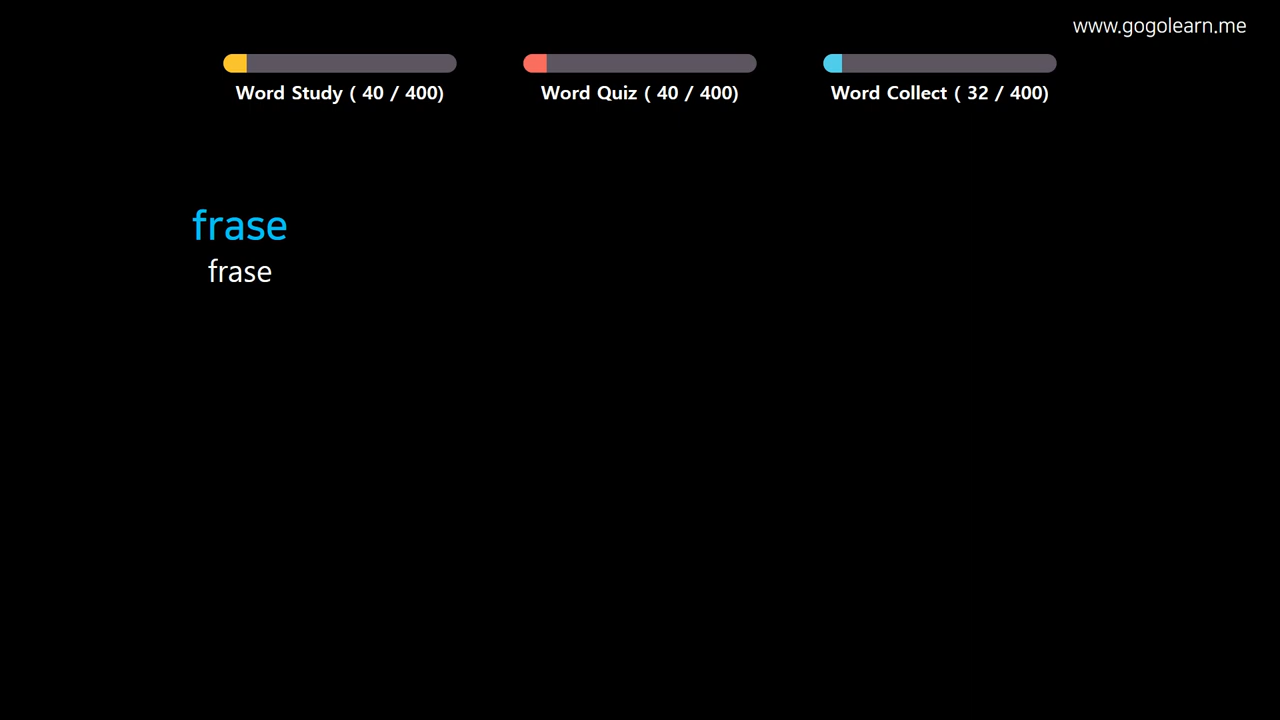 www.gogolearn.me
Word Study ( 40 / 400)
Word Quiz ( 40 / 400)
Word Collect ( 32 / 400)
frase
frase